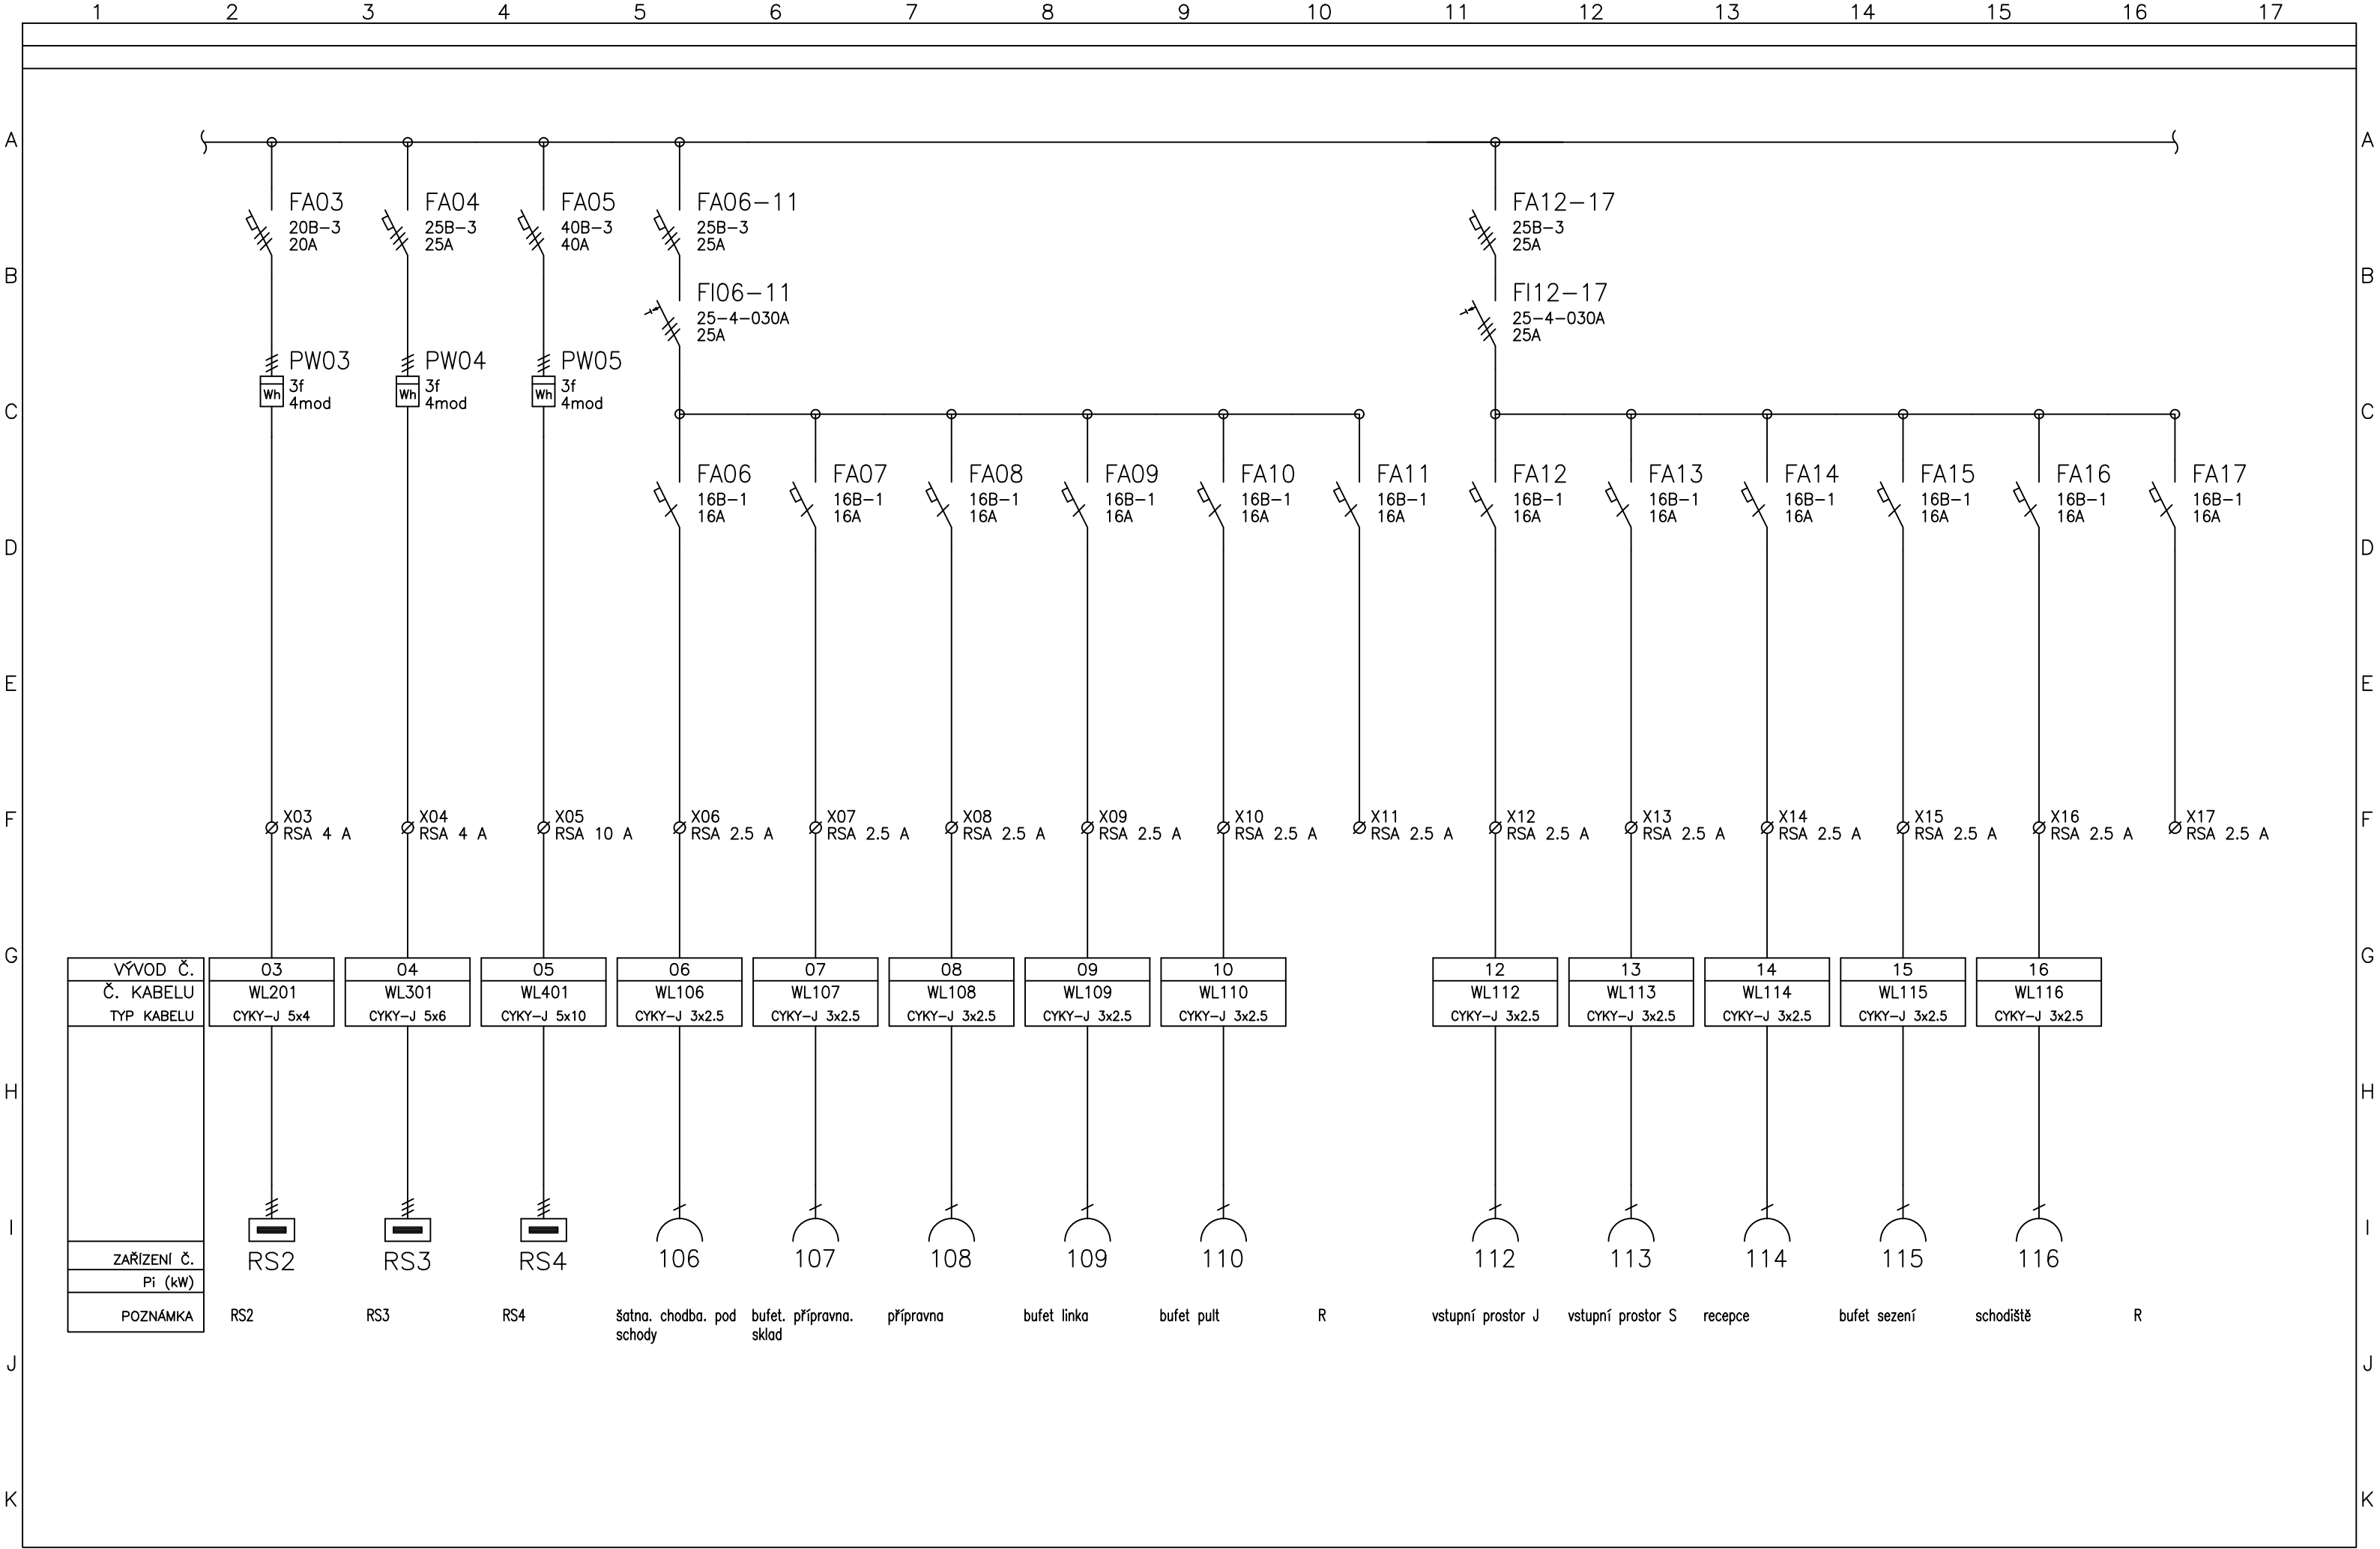 1 2 3 4 5 6 7 8 9 10 11 12 13 14 15 16 17
A A
FA03 FA04 FA05 FA06-11 FA12-17
20B-3 25B-3 40B-3 25B-3 25B-3
20A 25A 40A 25A 25A
B B
FI06-11 FI12-17
25-4-030A 25-4-030A
25A 25A
PW03 PW04 PW05
3f 3f 3f
Wh Wh Wh
4mod 4mod 4mod
C C
FA06 FA07 FA08 FA09 FA10 FA11 FA12 FA13 FA14 FA15 FA16 FA17
16B-1 16B-1 16B-1 16B-1 16B-1 16B-1 16B-1 16B-1 16B-1 16B-1 16B-1 16B-1
16A 16A 16A 16A 16A 16A 16A 16A 16A 16A 16A 16A
D D
E E
X03 X04 X05 X06 X07 X08 X09 X10 X11 X12 X13 X14 X15 X16 X17
F F
RSA 4 A RSA 4 A RSA 10 A RSA 2.5 A RSA 2.5 A RSA 2.5 A RSA 2.5 A RSA 2.5 A RSA 2.5 A RSA 2.5 A RSA 2.5 A RSA 2.5 A RSA 2.5 A RSA 2.5 A RSA 2.5 A
G G
VÝVOD Č. 03 04 05 06 07 08 09 10 12 13 14 15 16
Č. KABELU WL201 WL301 WL401 WL106 WL107 WL108 WL109 WL110 WL112 WL113 WL114 WL115 WL116
TYP KABELU CYKY-J 5x4 CYKY-J 5x6 CYKY-J 5x10 CYKY-J 3x2.5 CYKY-J 3x2.5 CYKY-J 3x2.5 CYKY-J 3x2.5 CYKY-J 3x2.5 CYKY-J 3x2.5 CYKY-J 3x2.5 CYKY-J 3x2.5 CYKY-J 3x2.5 CYKY-J 3x2.5
H H
I I
ZAŘÍZENÍ Č. RS2 RS3 RS4 106 107 108 109 110 112 113 114 115 116
Pi (kW)
POZNÁMKA RS2 RS3 RS4 šatna. chodba. pod bufet. přípravna. přípravna bufet linka bufet pult R vstupní prostor J vstupní prostor S recepce bufet sezení schodiště R
schody sklad
J J
K K